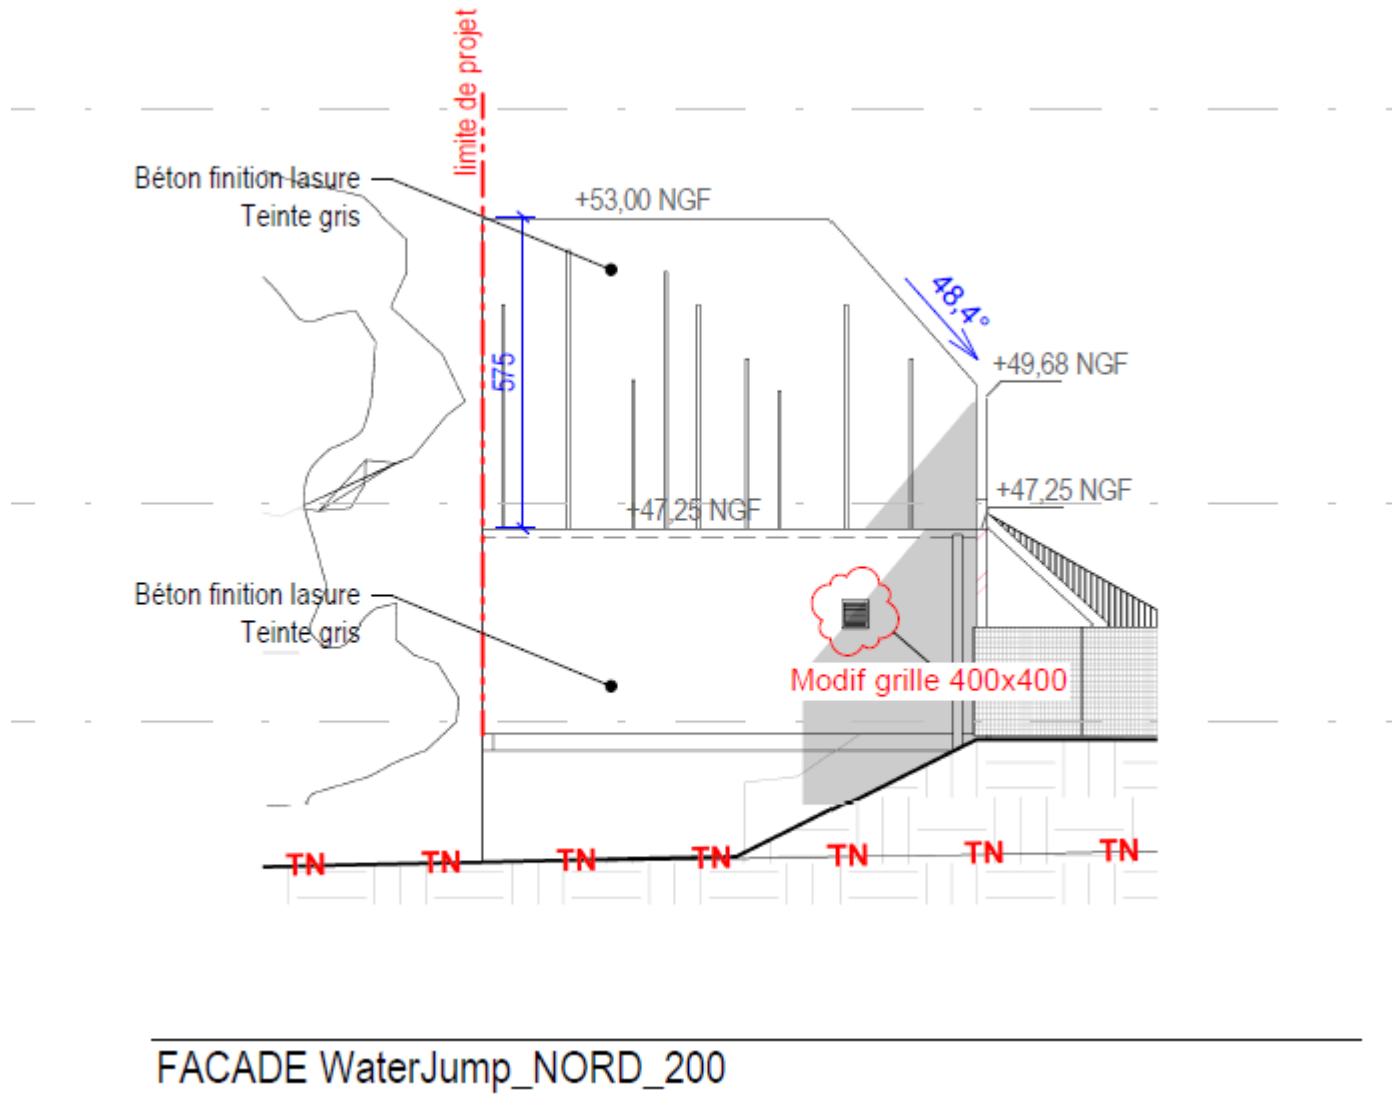 limite de projet
Béton finition lasure
Teinte gris
+53,00 NGF
48,4°
575
+49,68 NGF
+47,25 NGF
+47,25 NGF
Béton finition lasure
Teinte gris
Modif grille 400x400
TN TN TN TN TN TN TN
FACADE WaterJump_NORD_200